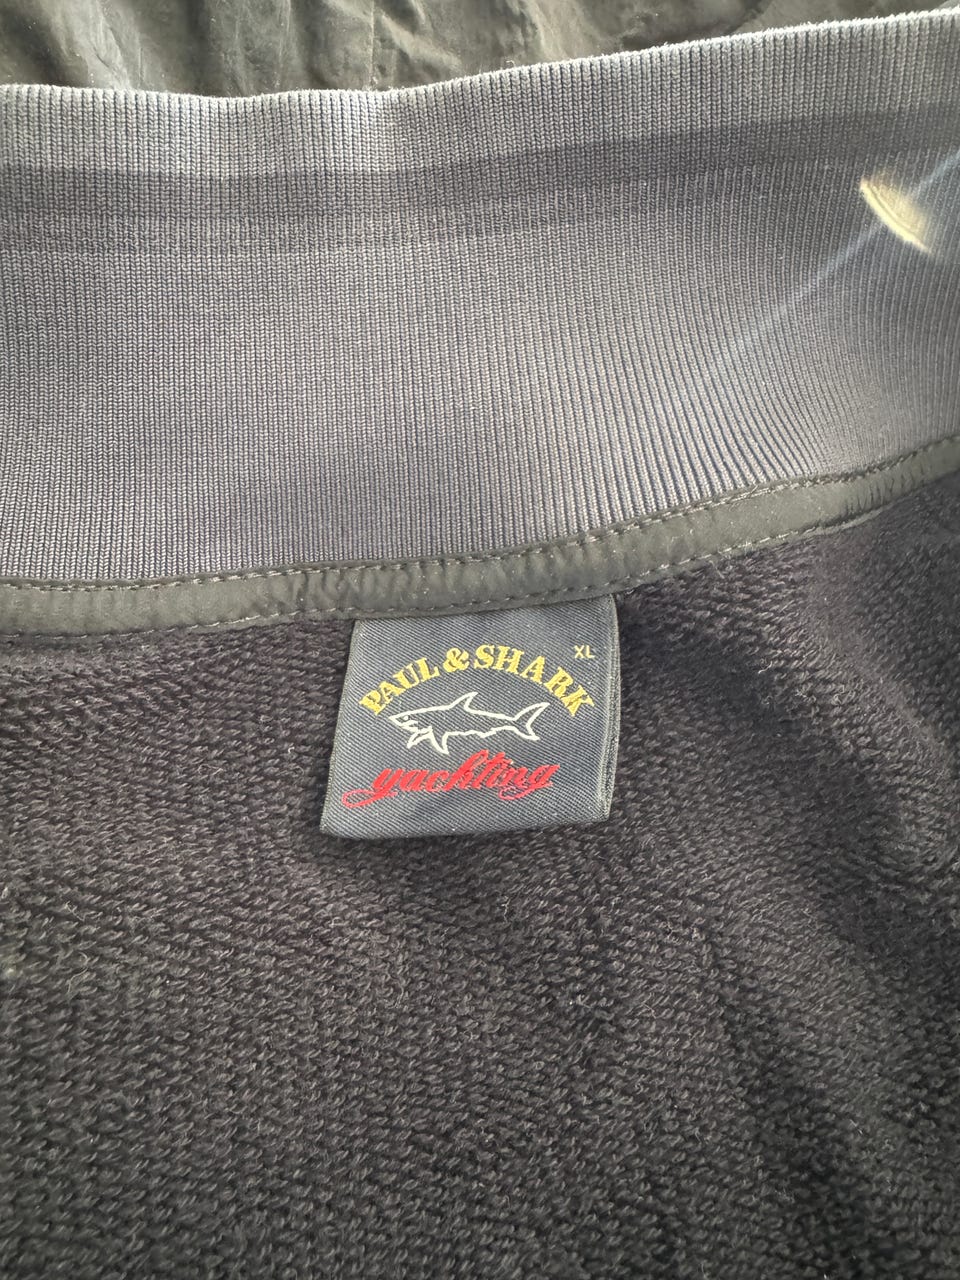 XL
PAUL & SHARK
yachting